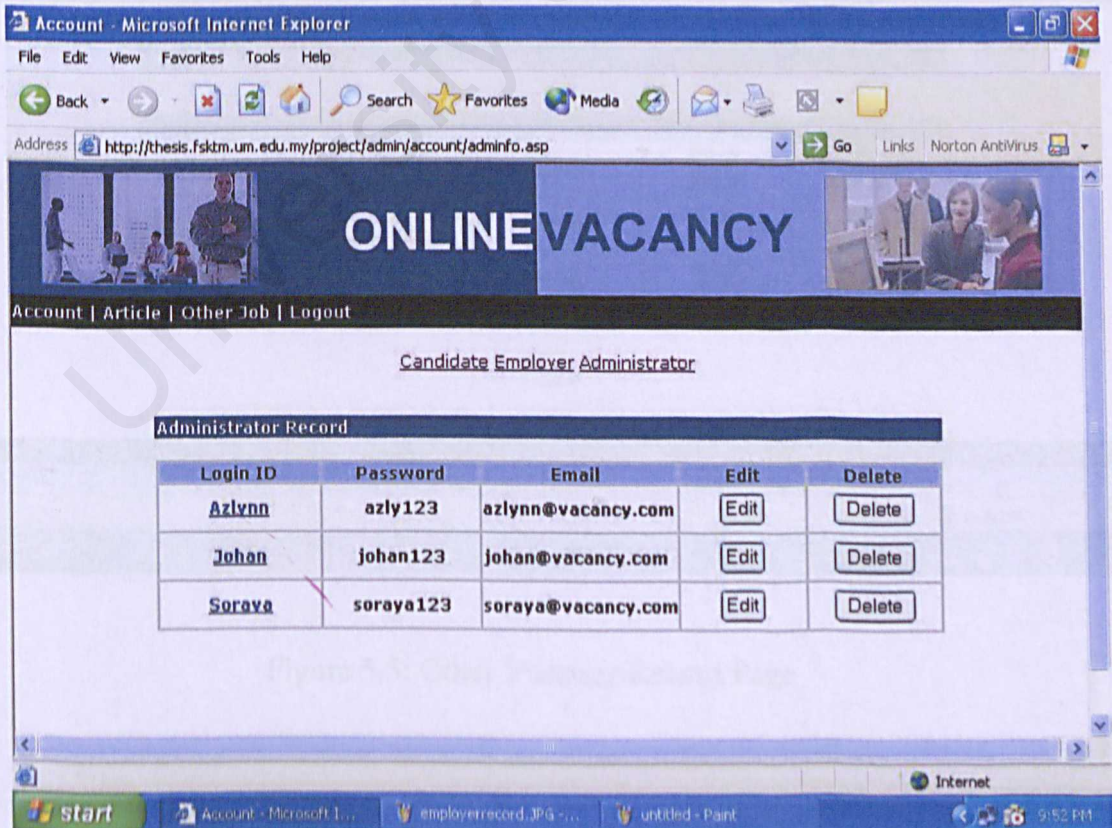 Account - Microsoft Internet Explorer
File Edit View Favorites Tools Help
Back Search Favorites Media
Address http://thesis.fsktm.um.edu.my/project/admin/account/adminfo.asp Go Links Norton AntiVirus
ONLINE VACANCY
Account | Article | Other Job | Logout
Candidate Employer Administrator
Administrator Record
Login ID Password Email Edit Delete
Azlynn azly123 azlynn@vacancy.com Edit Delete
Johan johan123 johan@vacancy.com Edit Delete
Soraya soraya123 soraya@vacancy.com Edit Delete
Internet
start Account - Microsoft I... employerrecord.JPG -... untitled - Paint 9:52 PM